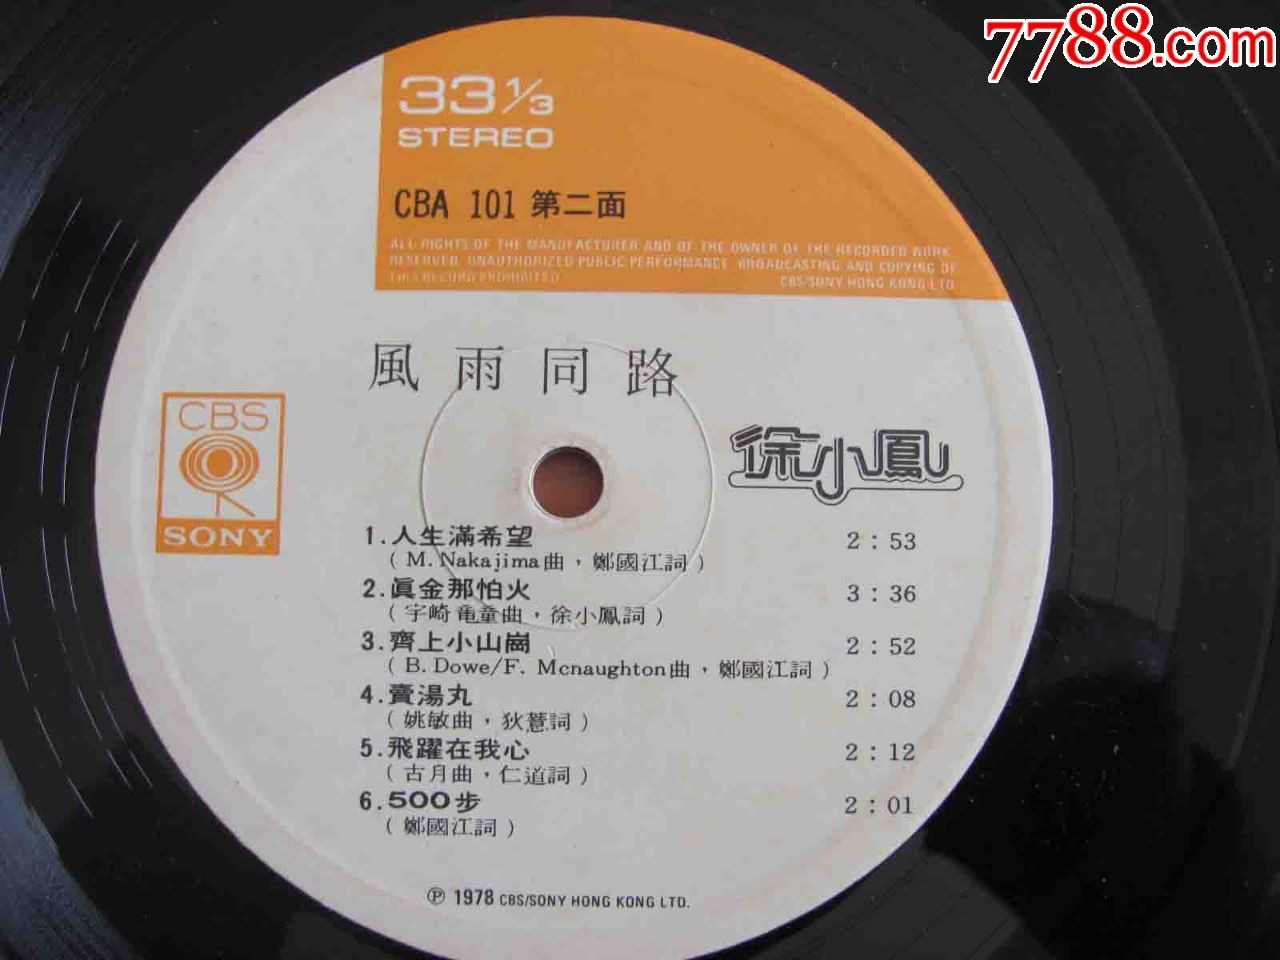 7788.com
33 1/3
STEREO
CBA 101 第二面
ALL RIGHTS OF THE MANUFACTURER AND OF THE OWNER OF THE RECORDED WORK
RESERVED. UNAUTHORIZED PUBLIC PERFORMANCE. BROADCASTING AND COPYING OF
THIS RECORD PROHIBITED. CBS/SONY HONG KONG LTD
風雨同路
CBS
SONY
徐小鳳
1.人生滿希望 2:53
(M.Nakajima曲，鄭國江詞)
2.眞金那怕火 3:36
(宇崎竜童曲，徐小鳳詞)
3.齊上小山崗 2:52
(B.Dowe/F. Mcnaughton曲，鄭國江詞)
4.賣湯丸 2:08
(姚敏曲，狄薏詞)
5.飛躍在我心 2:12
(古月曲，仁道詞)
6.500步 2:01
(鄭國江詞)
℗ 1978 CBS/SONY HONG KONG LTD.